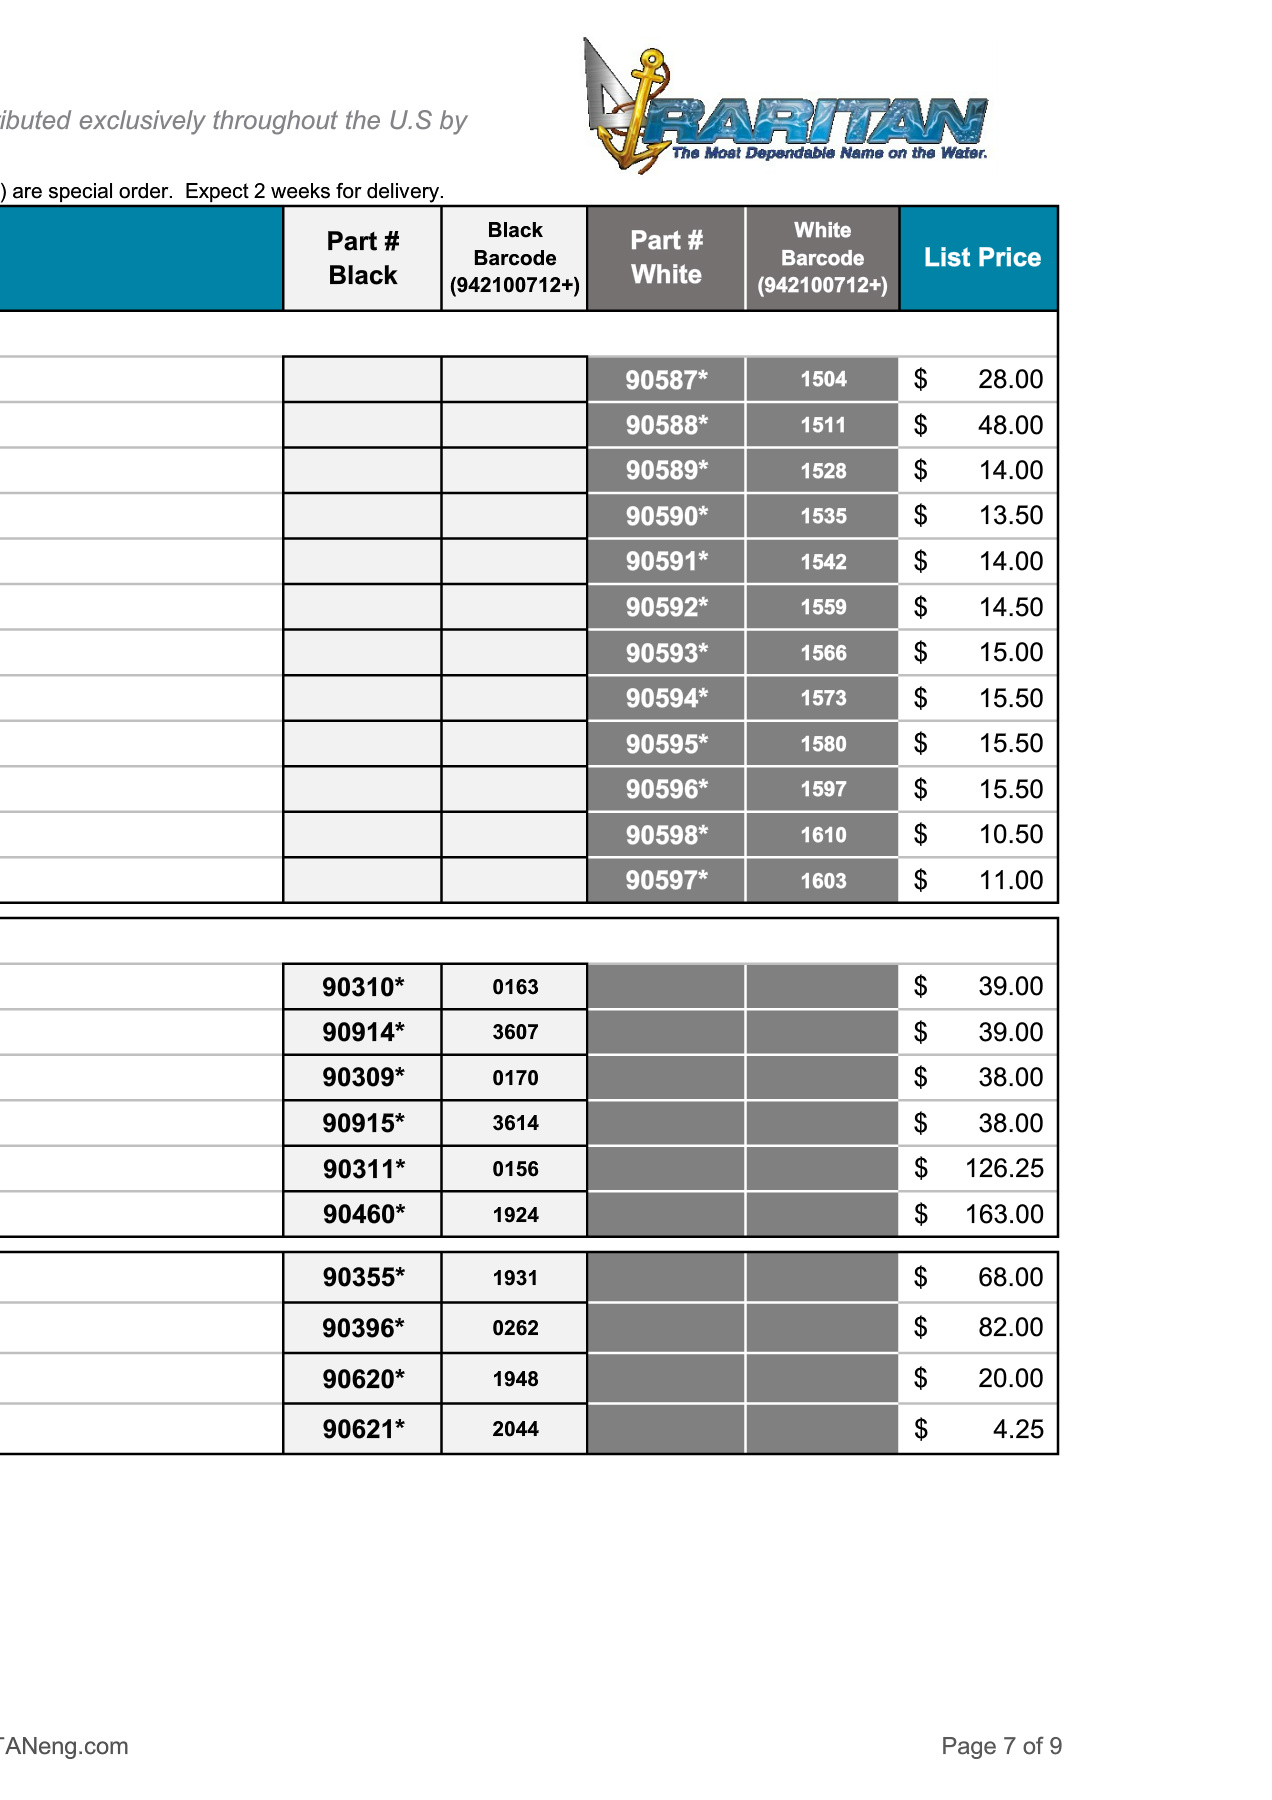 ibuted exclusively throughout the U.S by
RARITAN
The Most Dependable Name on the Water.
) are special order. Expect 2 weeks for delivery.
Part # Black Black Barcode (942100712+) Part # White White Barcode (942100712+) List Price
90587* 1504 $ 28.00
90588* 1511 $ 48.00
90589* 1528 $ 14.00
90590* 1535 $ 13.50
90591* 1542 $ 14.00
90592* 1559 $ 14.50
90593* 1566 $ 15.00
90594* 1573 $ 15.50
90595* 1580 $ 15.50
90596* 1597 $ 15.50
90598* 1610 $ 10.50
90597* 1603 $ 11.00
90310* 0163 $ 39.00
90914* 3607 $ 39.00
90309* 0170 $ 38.00
90915* 3614 $ 38.00
90311* 0156 $ 126.25
90460* 1924 $ 163.00
90355* 1931 $ 68.00
90396* 0262 $ 82.00
90620* 1948 $ 20.00
90621* 2044 $ 4.25
TANeng.com
Page 7 of 9